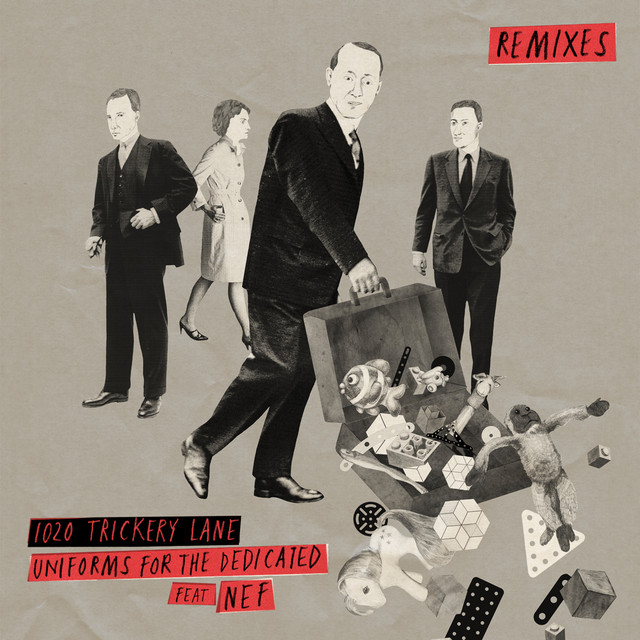 REMIXES
1020 TRICKERY LANE
UNIFORMS FOR THE DEDICATED
FEAT NEF